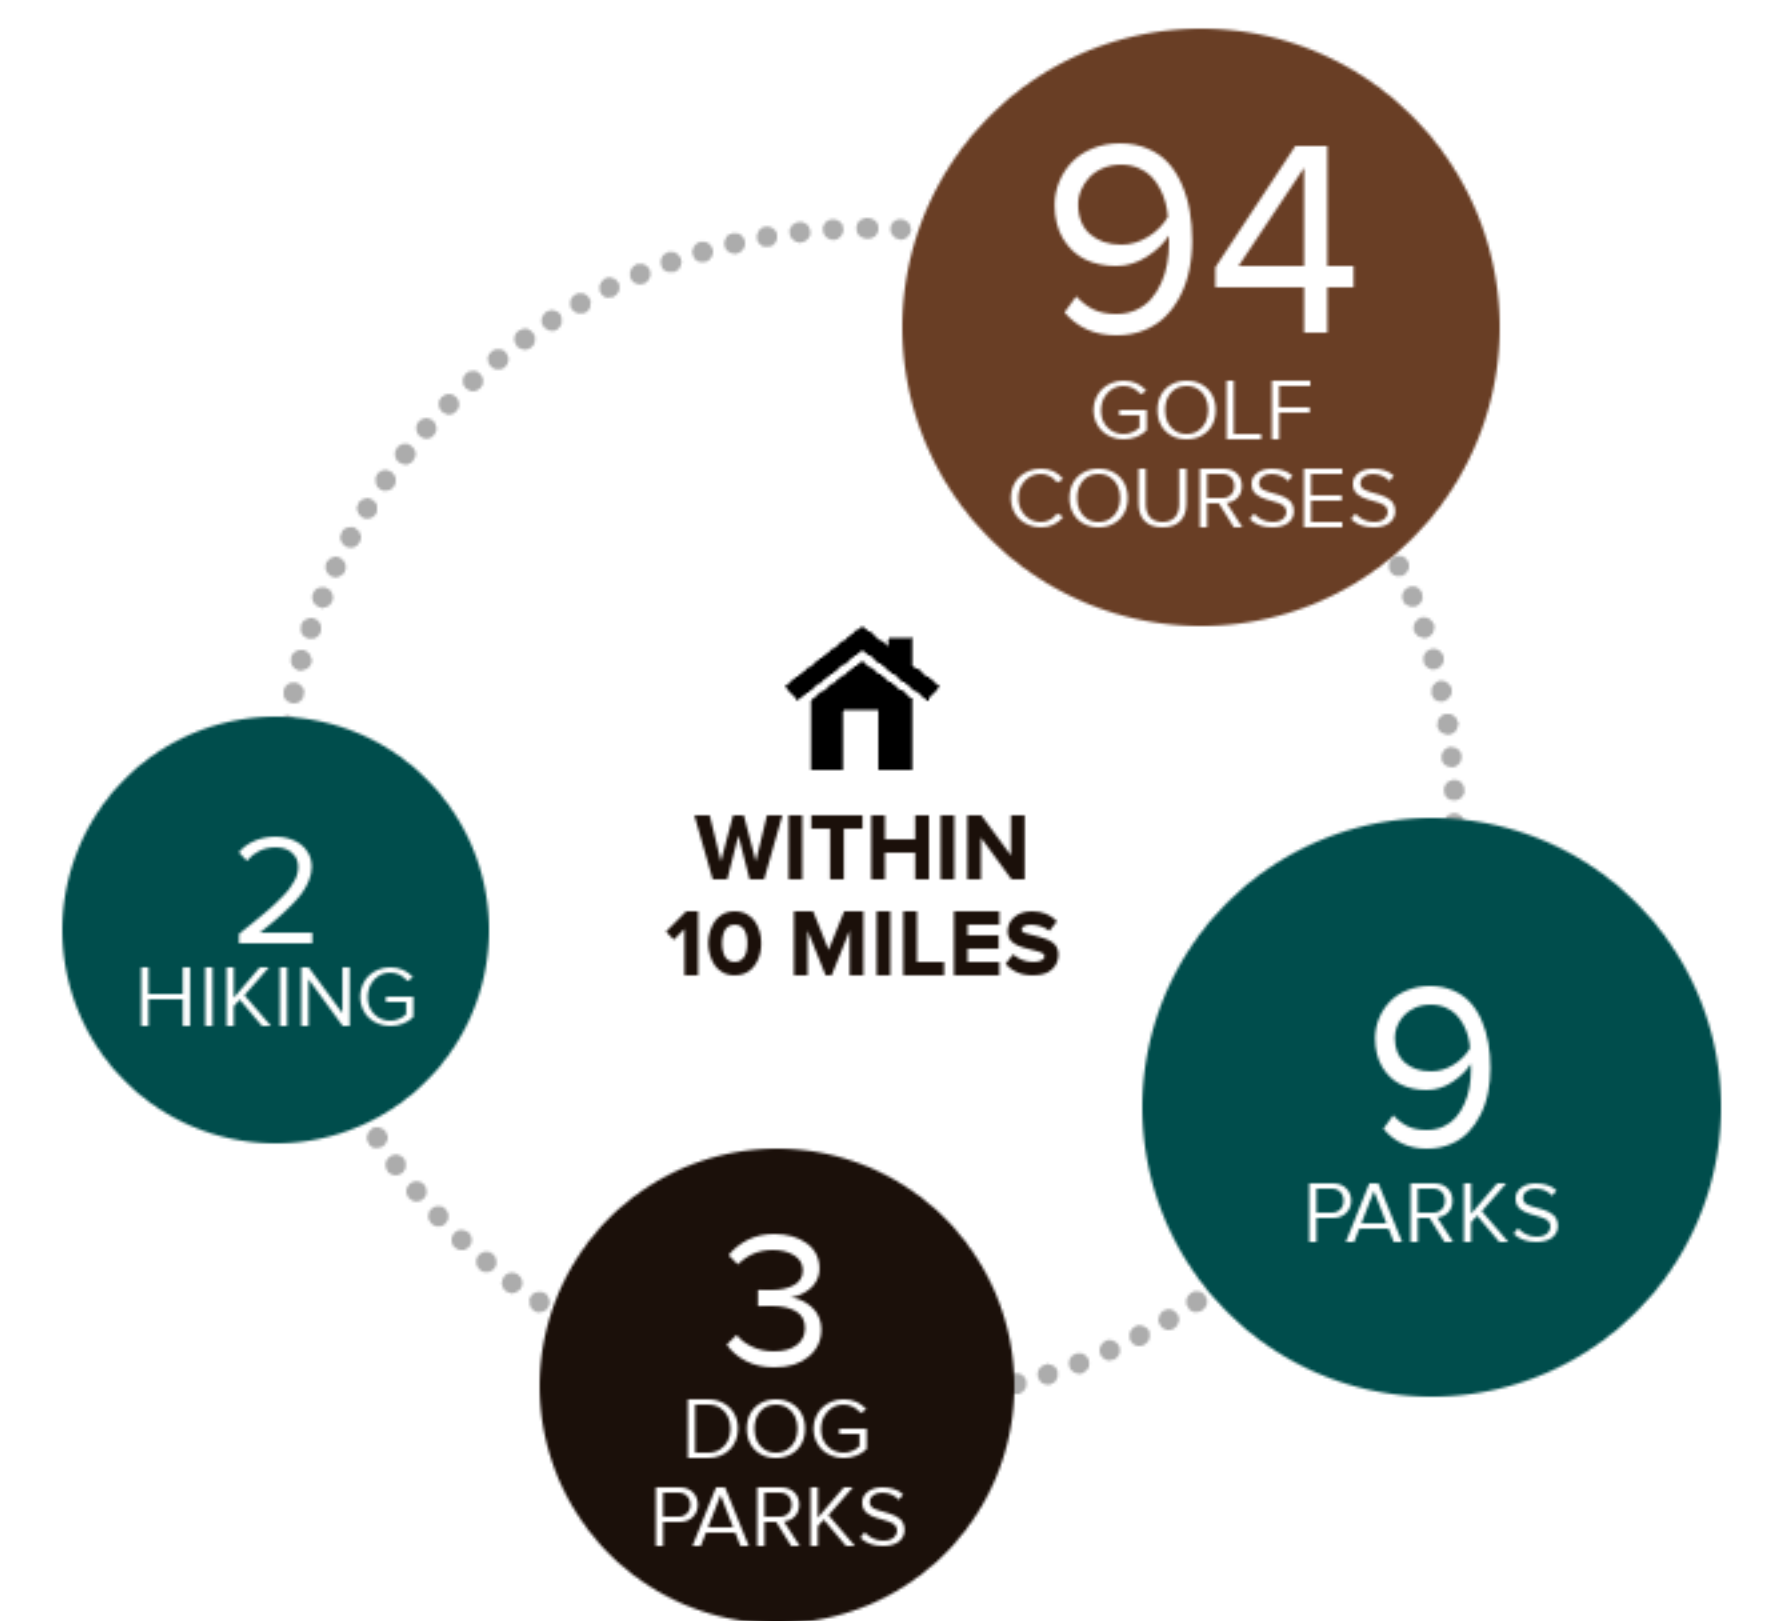 94
GOLF
COURSES
WITHIN
10 MILES
2
HIKING
9
PARKS
3
DOG
PARKS